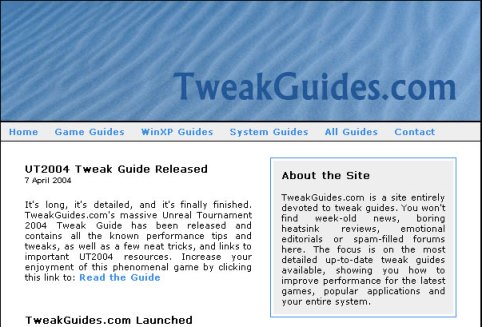 TweakGuides.com
Home Game Guides WinXP Guides System Guides All Guides Contact
UT2004 Tweak Guide Released
7 April 2004
It's long, it's detailed, and it's finally finished.
TweakGuides.com's massive Unreal Tournament
2004 Tweak Guide has been released and
contains all the known performance tips and
tweaks, as well as a few neat tricks, and links to
important UT2004 resources. Increase your
enjoyment of this phenomenal game by clicking
this link to: Read the Guide
TweakGuides.com Launched
About the Site
TweakGuides.com is a site entirely
devoted to tweak guides. You won't
find week-old news, boring
heatsink reviews, emotional
editorials or spam-filled forums
here. The focus is on the most
detailed up-to-date tweak guides
available, showing you how to
improve performance for the latest
games, popular applications and
your entire system.